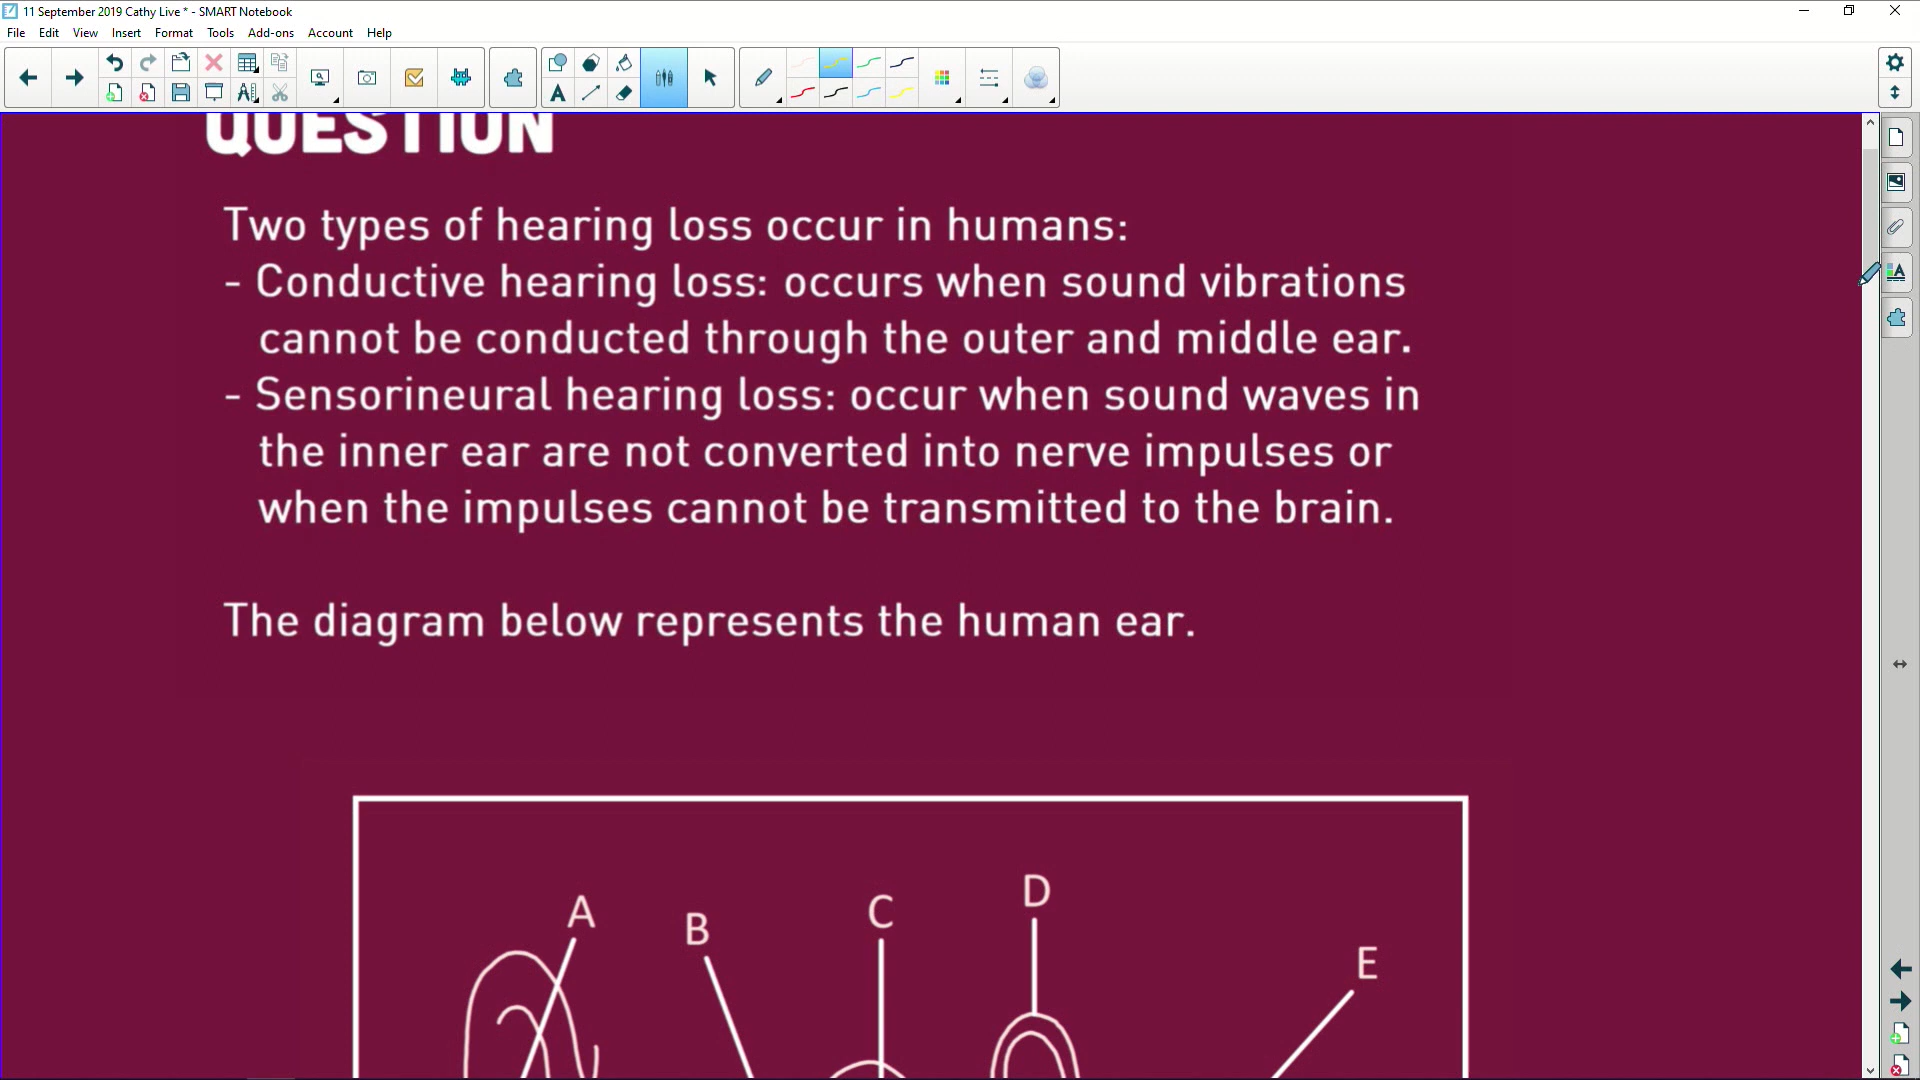 11 September 2019 Cathy Live * - SMART Notebook
File Edit View Insert Format Tools Add-ons Account Help
QUESTION
Two types of hearing loss occur in humans:
- Conductive hearing loss: occurs when sound vibrations
cannot be conducted through the outer and middle ear.
- Sensorineural hearing loss: occur when sound waves in
the inner ear are not converted into nerve impulses or
when the impulses cannot be transmitted to the brain.
The diagram below represents the human ear.
A
B
C
D
E